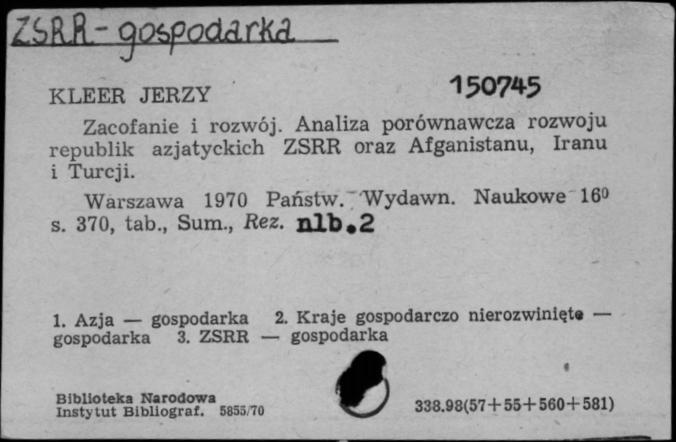 ZSRR - gospodarka
150745
KLEER JERZY
Zacofanie i rozwój. Analiza porównawcza rozwoju
republik azjatyckich ZSRR oraz Afganistanu, Iranu
i Turcji.
Warszawa 1970 Państw. Wydawn. Naukowe 16⁰
s. 370, tab., Sum., Rez. nlb.2
1. Azja — gospodarka 2. Kraje gospodarczo nierozwinięte —
gospodarka 3. ZSRR — gospodarka
Biblioteka Narodowa
Instytut Bibliograf. 5855/70
338.98(57+55+560+581)